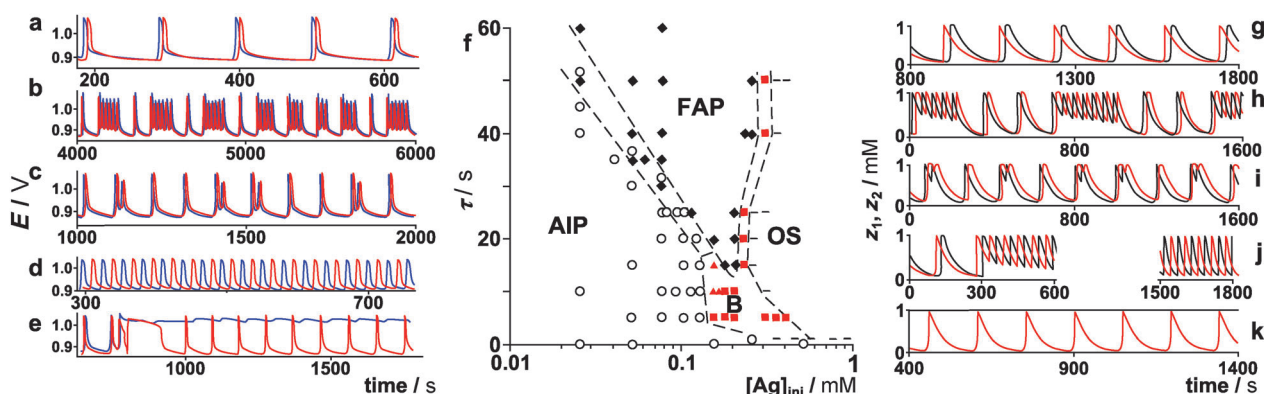 a
1.0
0.9
200 400 600
b
1.0
0.9
4000 5000 6000
c
1.0
0.9
1000 1500 2000
d
1.0
0.9
300 700
e
1.0
0.9
1000 1500
E / V
time / s
f
60
40
20
0
τ / s
FAP
AIP
OS
B
0.01 0.1 1
[Ag]inj / mM
g
1
0
800 1300 1800
h
1
0
0 800 1600
i
1
0
0 800 1600
j
1
0
0 300 600 1500 1800
k
1
0
400 900 1400
z1, z2 / mM
time / s